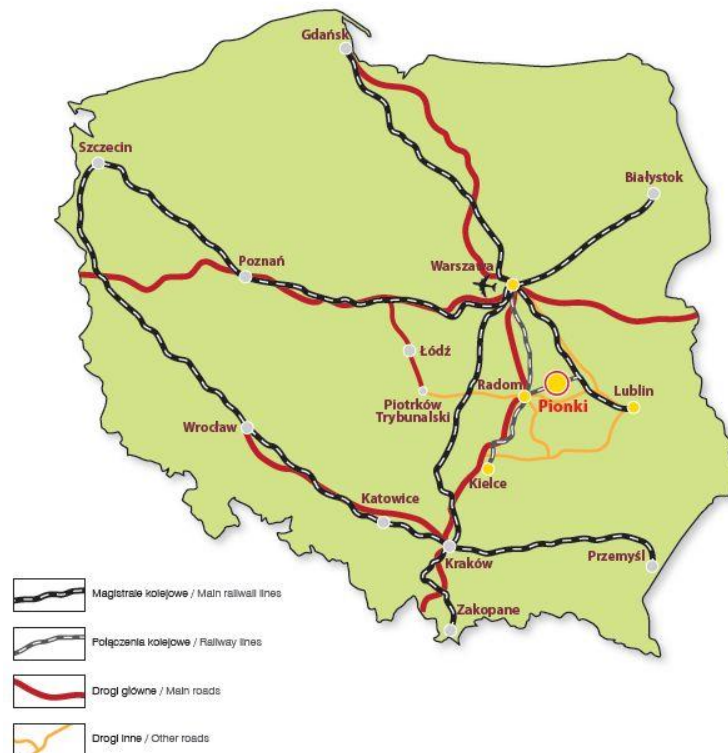 Gdańsk
Szczecin
Białystok
Poznań
Warszawa
Łódź
Radom
Lublin
Piotrków
Trybunalski
Pionki
Wrocław
Kielce
Katowice
Kraków
Przemyśl
Zakopane
Magistrale kolejowe / Main railwall lines
Połączenia kolejowe / Railway lines
Drogi główne / Main roads
Drogi inne / Other roads